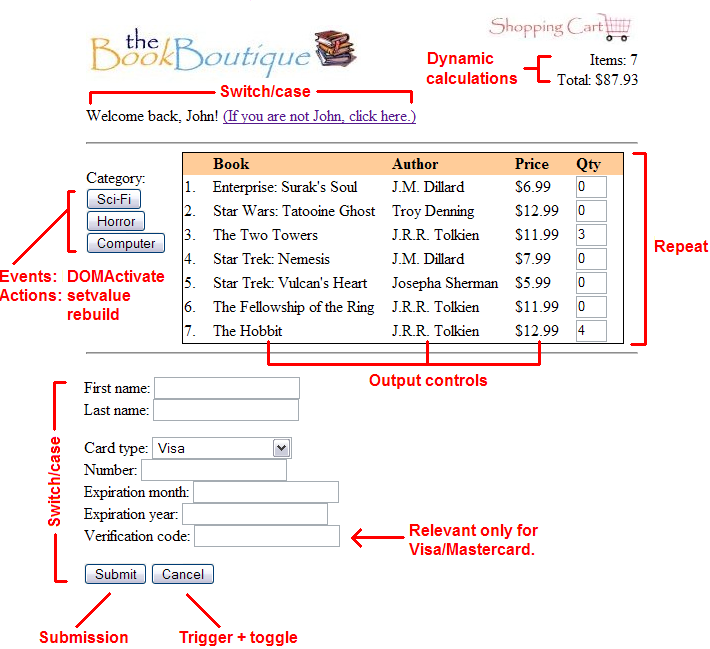 the
BookBoutique
Shopping Cart
Dynamic
calculations
Items: 7
Total: $87.93
Switch/case
Welcome back, John! (If you are not John, click here.)
Book Author Price Qty
1. Enterprise: Surak's Soul J.M. Dillard $6.99 0
2. Star Wars: Tatooine Ghost Troy Denning $12.99 0
3. The Two Towers J.R.R. Tolkien $11.99 3
4. Star Trek: Nemesis J.M. Dillard $7.99 0
5. Star Trek: Vulcan's Heart Josepha Sherman $5.99 0
6. The Fellowship of the Ring J.R.R. Tolkien $11.99 0
7. The Hobbit J.R.R. Tolkien $12.99 4
Category:
Sci-Fi
Horror
Computer
Repeat
Events: DOMActivate
Actions: setvalue
rebuild
Output controls
Switch/case
First name:
Last name:
Card type: Visa
Number:
Expiration month:
Expiration year:
Verification code:
Relevant only for
Visa/Mastercard.
Submit Cancel
Submission
Trigger + toggle